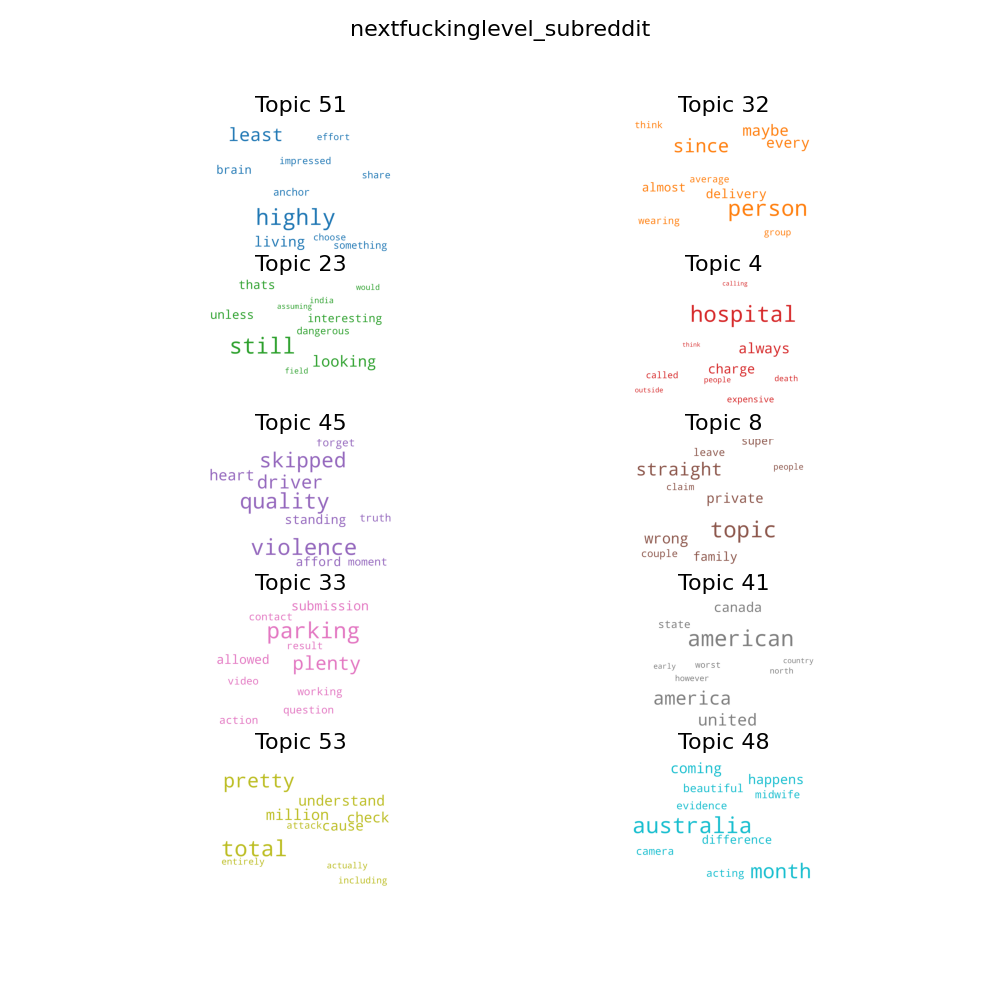 nextfuckinglevel_subreddit
Topic 51
least
effort
impressed
brain
share
anchor
highly
living
choose
something
Topic 32
think
maybe
since
every
average
almost
delivery
person
wearing
group
Topic 23
thats
would
india
assuming
unless
interesting
dangerous
still
looking
field
Topic 4
calling
hospital
think
always
charge
called
people
death
outside
expensive
Topic 45
forget
skipped
heart
driver
quality
standing
truth
violence
afford
moment
Topic 8
super
leave
straight
people
claim
private
topic
wrong
couple
family
Topic 33
submission
contact
parking
result
allowed
plenty
video
working
question
action
Topic 41
canada
state
american
country
early
worst
north
however
america
united
Topic 53
pretty
understand
million
check
attack
cause
total
entirely
actually
including
Topic 48
coming
happens
beautiful
midwife
evidence
australia
difference
camera
acting
month